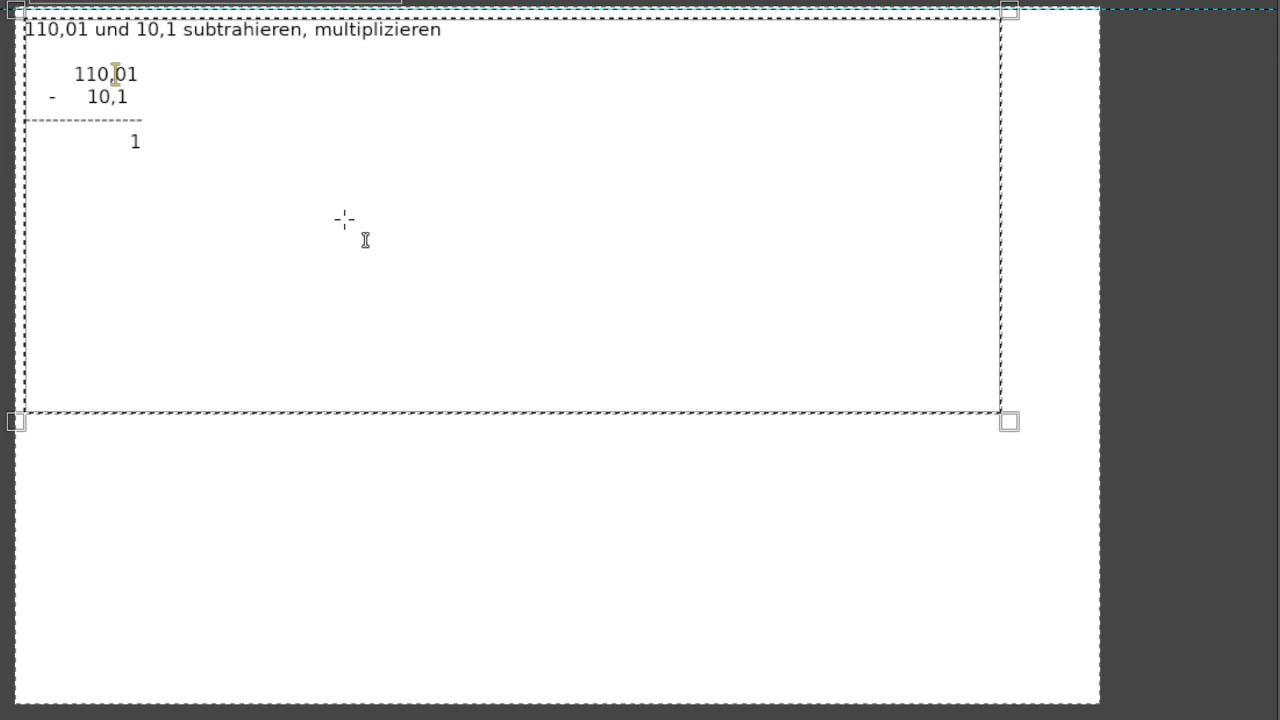 110,01 und 10,1 subtrahieren, multiplizieren
110,01
- 10,1
-----------------
1